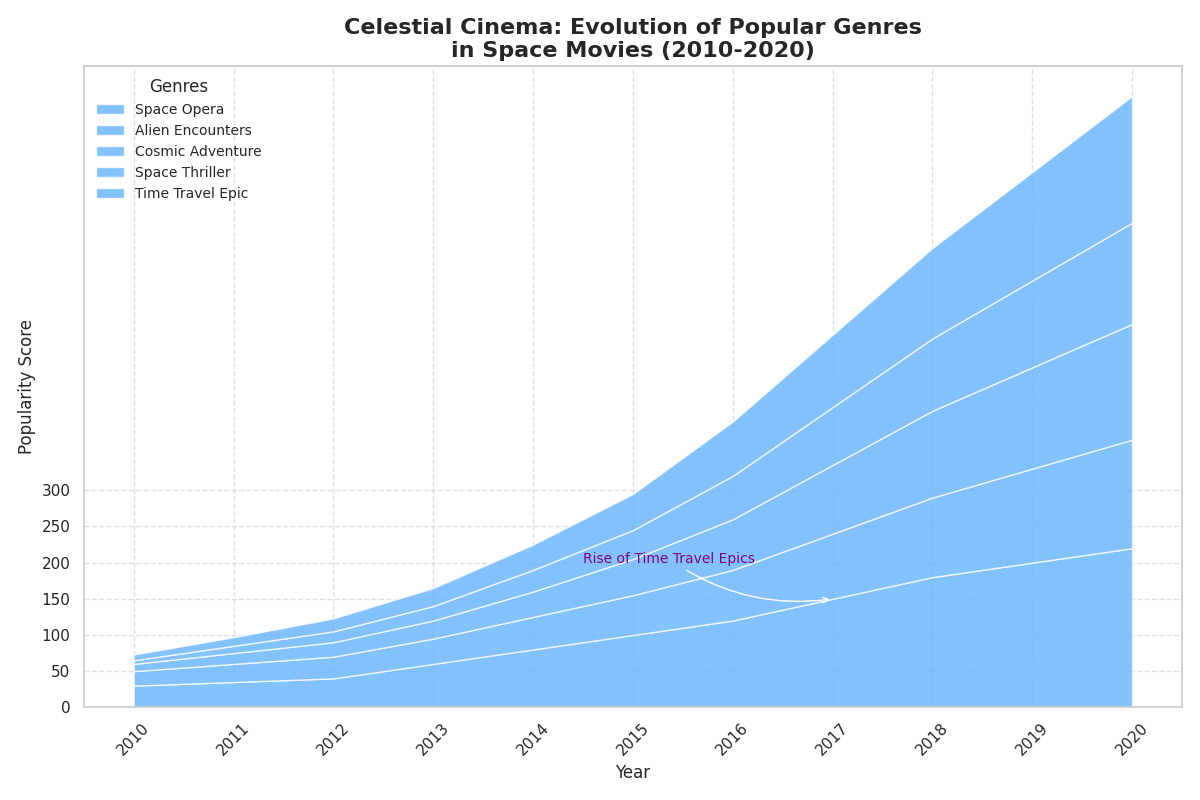 Celestial Cinema: Evolution of Popular Genres
in Space Movies (2010-2020)
Genres
Space Opera
Alien Encounters
Cosmic Adventure
Space Thriller
Time Travel Epic
Popularity Score
300
250
200
150
100
50
0
Rise of Time Travel Epics
2010
2011
2012
2013
2014
2015
2016
2017
2018
2019
2020
Year